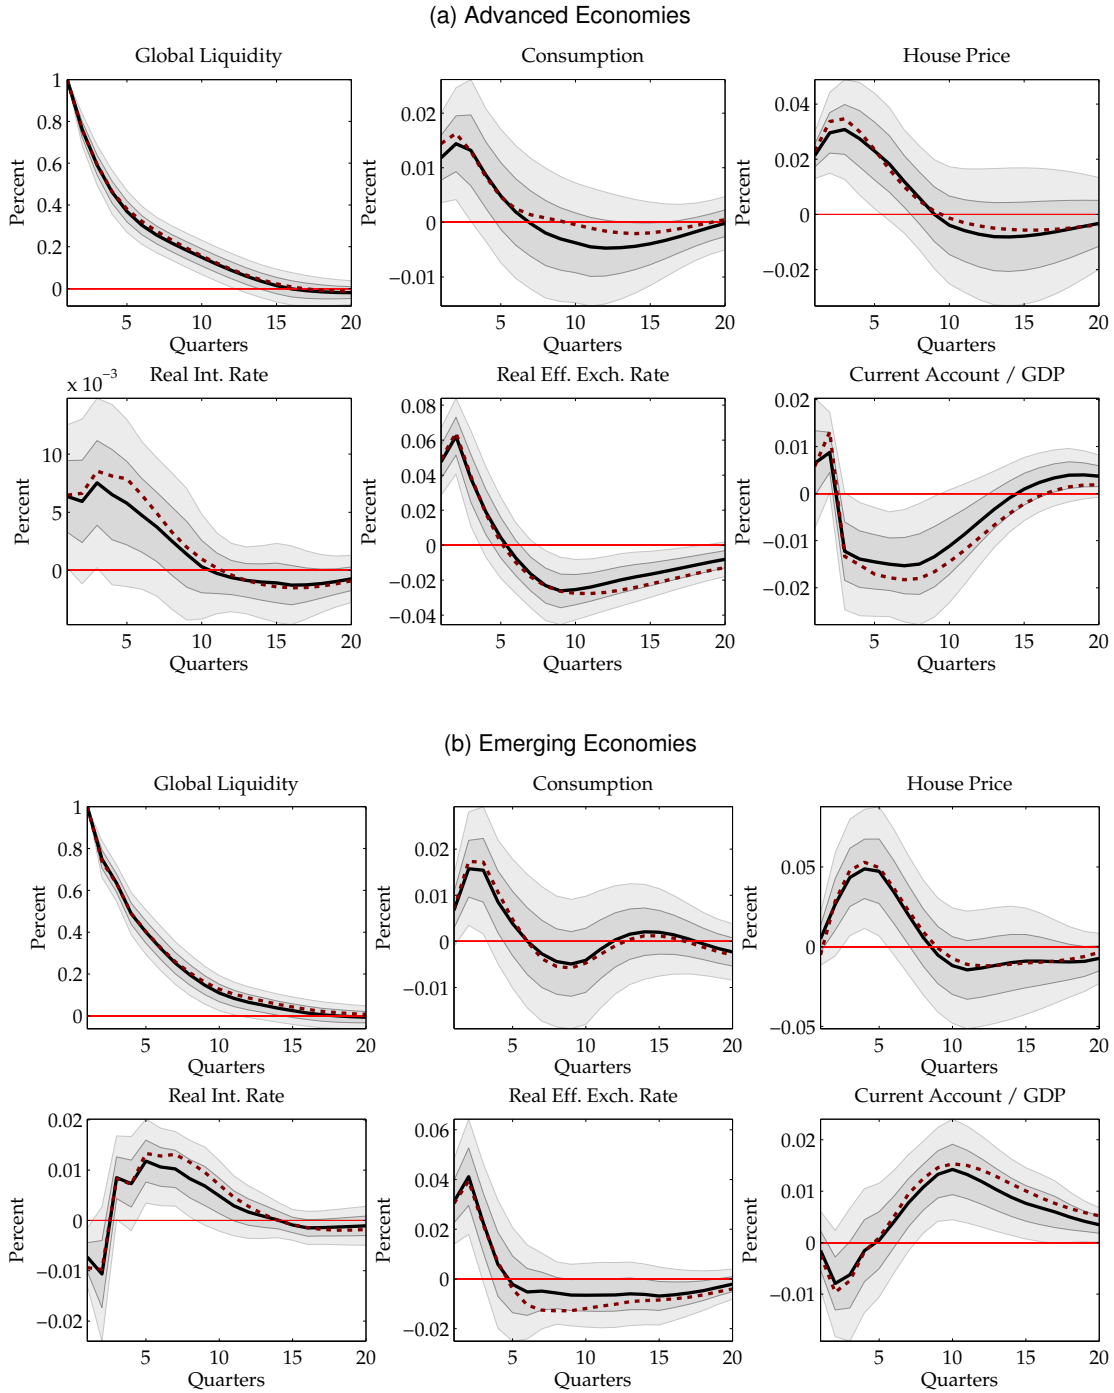 (a) Advanced Economies
Global Liquidity
Consumption
House Price
Percent
1
0.8
0.6
0.4
0.2
0
5 10 15 20
Quarters
Percent
0.02
0.01
0
−0.01
5 10 15 20
Quarters
Percent
0.04
0.02
0
−0.02
5 10 15 20
Quarters
Real Int. Rate
Real Eff. Exch. Rate
Current Account / GDP
x 10−3
Percent
10
5
0
5 10 15 20
Quarters
Percent
0.08
0.06
0.04
0.02
0
−0.02
−0.04
5 10 15 20
Quarters
Percent
0.02
0.01
0
−0.01
−0.02
5 10 15 20
Quarters
(b) Emerging Economies
Global Liquidity
Consumption
House Price
Percent
1
0.8
0.6
0.4
0.2
0
5 10 15 20
Quarters
Percent
0.02
0.01
0
−0.01
5 10 15 20
Quarters
Percent
0.05
0
−0.05
5 10 15 20
Quarters
Real Int. Rate
Real Eff. Exch. Rate
Current Account / GDP
Percent
0.02
0.01
0
−0.01
−0.02
5 10 15 20
Quarters
Percent
0.06
0.04
0.02
0
−0.02
5 10 15 20
Quarters
Percent
0.02
0.01
0
−0.01
5 10 15 20
Quarters